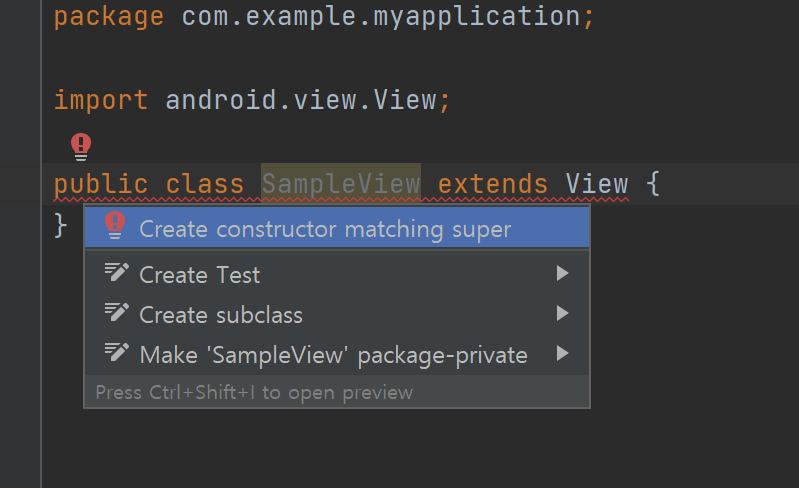 package com.example.myapplication;
import android.view.View;
public class SampleView extends View {
}
Create constructor matching super
Create Test
Create subclass
Make 'SampleView' package-private
Press Ctrl+Shift+I to open preview